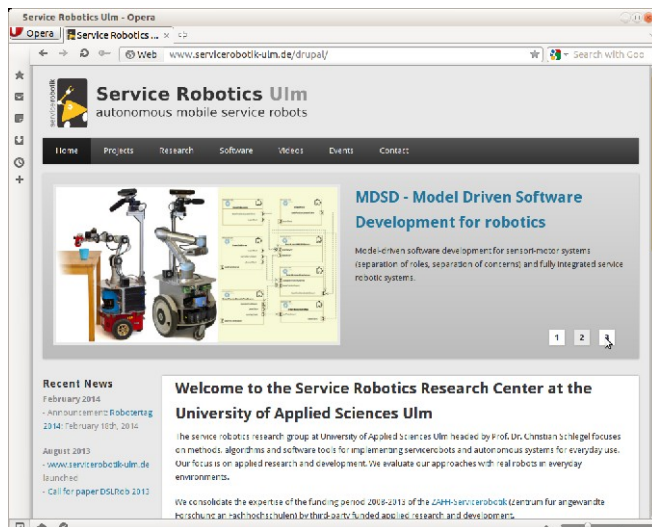 Service Robotics Ulm - Opera
Opera
Service Robotics ...
Web
www.servicerobotik-ulm.de/drupal/
Search with Goo
servicerobotik
Service Robotics Ulm
autonomous mobile service robots
Home Projects Research Software Videos Events Contact
MDSD - Model Driven Software
Development for robotics
Model-driven software development for sensori-motor systems
(separation of roles, separation of concerns) and fully integrated service
robotic systems.
1 2 3
Recent News
February 2014
- Announcement: Robotertag
2014: February 18th, 2014
August 2013
- www.servicerobotik-ulm.de
launched
- Call for paper DSLRob 2013
Welcome to the Service Robotics Research Center at the
University of Applied Sciences Ulm
The service robotics research group at University of Applied Sciences Ulm headed by Prof. Dr. Christian Schlegel focuses
on methods, algorithms and software tools for implementing servicerobots and autonomous systems for everyday use.
Our focus is on applied research and development. We evaluate our approaches with real robots in everyday
environments.
We consolidate the expertise of the funding period 2008-2013 of the ZAFH-Servicerobotik (Zentrum für angewandte
Forschung an Fachhochschulen) by third-party funded applied research and development.